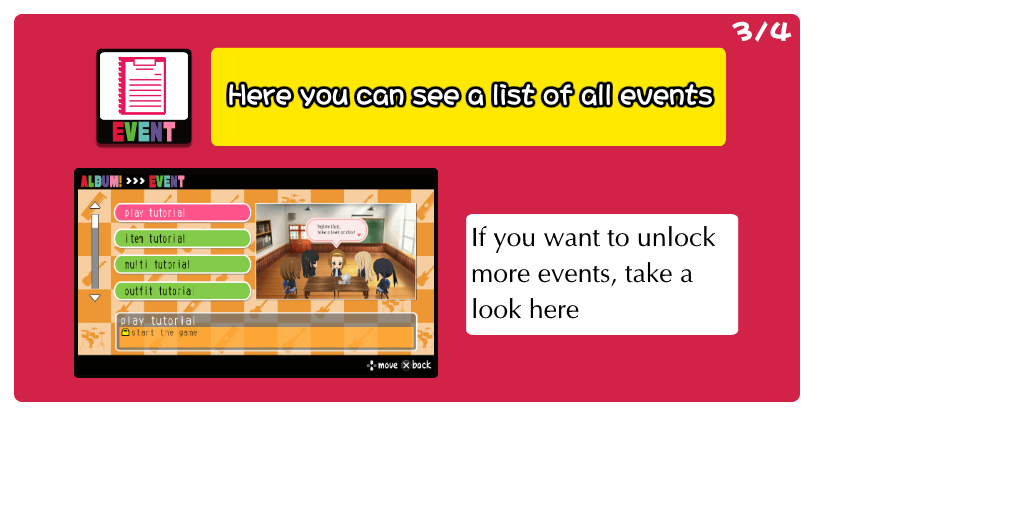 3/4
Here you can see a list of all events
EVENT
ALBUM! >>> EVENT
play tutorial
item tutorial
multi tutorial
outfit tutorial
play tutorial
start the game
move back
If you want to unlock
more events, take a
look here